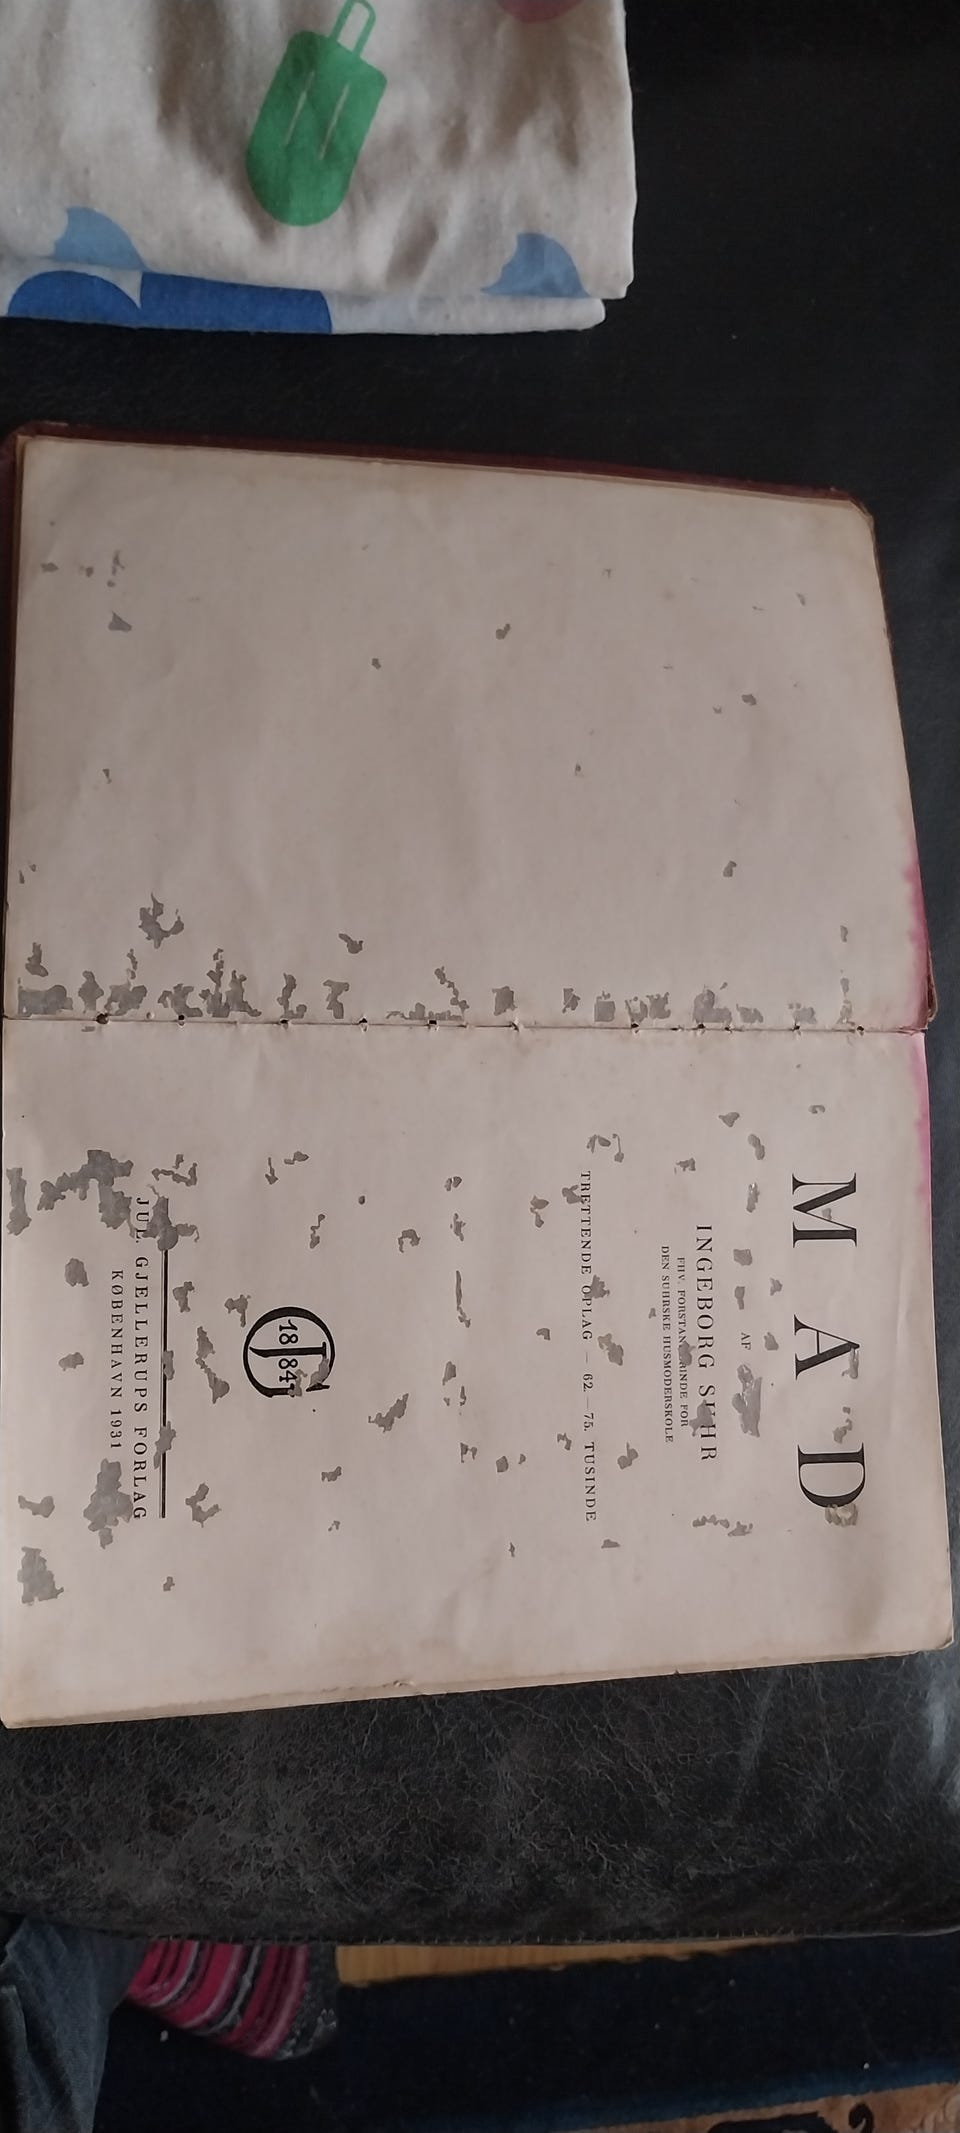 MAD
AF
INGEBORG SUHR
FHV. FORSTANDERINDE FOR
DEN SUHRSKE HUSMODERSKOLE
TRETTENDE OPLAG — 62.—75. TUSINDE
18 84
JUL. GJELLERUPS FORLAG
KØBENHAVN 1931